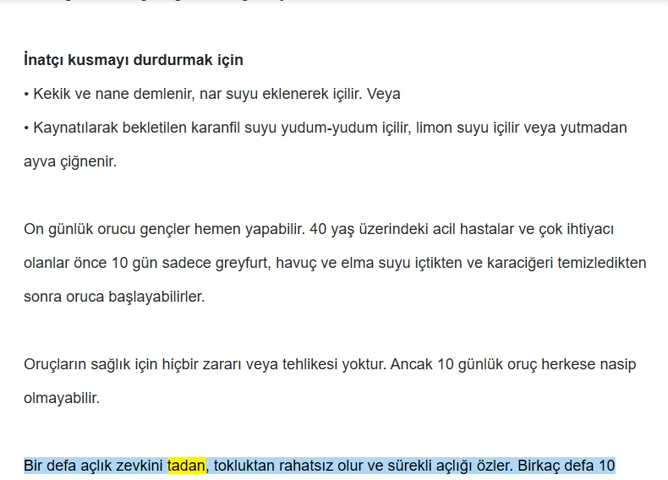 İnatçı kusmayı durdurmak için
• Kekik ve nane demlenir, nar suyu eklenerek içilir. Veya
• Kaynatılarak bekletilen karanfil suyu yudum-yudum içilir, limon suyu içilir veya yutmadan
ayva çiğnenir.
On günlük orucu gençler hemen yapabilir. 40 yaş üzerindeki acil hastalar ve çok ihtiyacı
olanlar önce 10 gün sadece greyfurt, havuç ve elma suyu içtikten ve karaciğeri temizledikten
sonra oruca başlayabilirler.
Oruçların sağlık için hiçbir zararı veya tehlikesi yoktur. Ancak 10 günlük oruç herkese nasip
olmayabilir.
Bir defa açlık zevkini tadan, tokluktan rahatsız olur ve sürekli açlığı özler. Birkaç defa 10